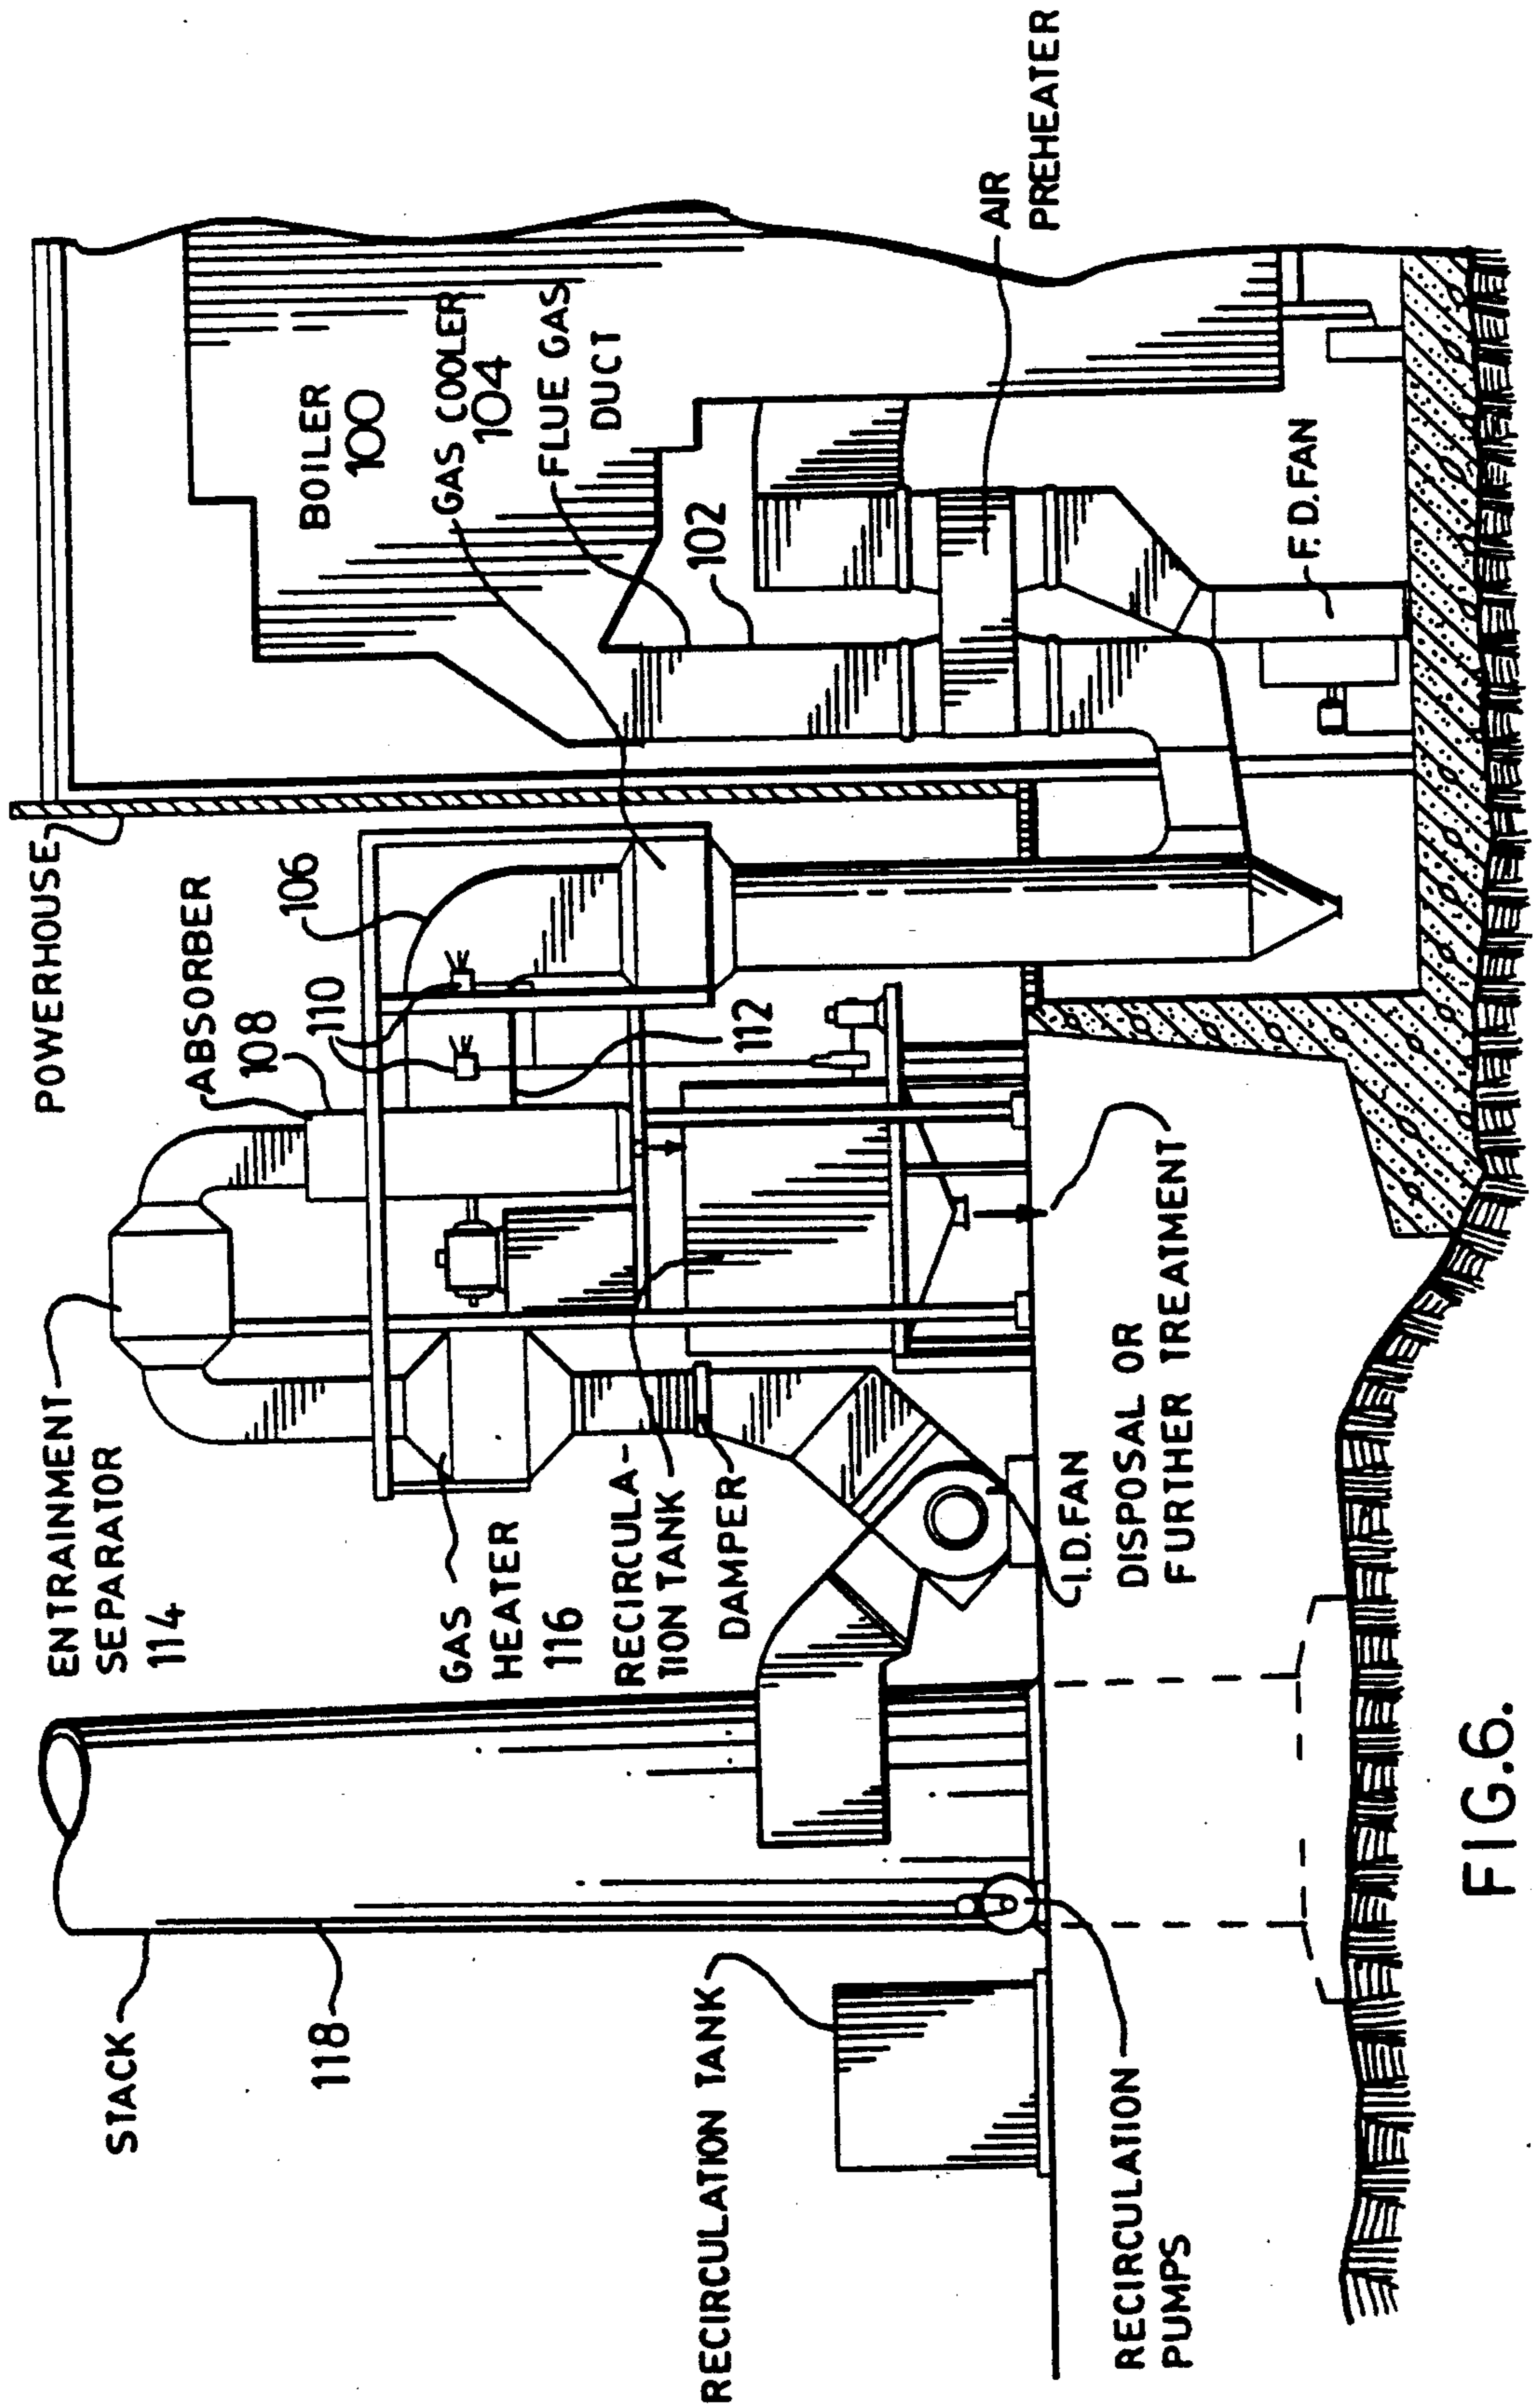 STACK
118
ENTRAINMENT
SEPARATOR
114
POWERHOUSE
ABSORBER
108
106
110
BOILER
100
GAS COOLER
104
FLUE GAS
DUCT
102
112
GAS
HEATER
116
RECIRCULA-
TION TANK
DAMPER
AIR
PREHEATER
F.D.FAN
RECIRCULATION TANK
I.D.FAN
DISPOSAL OR
FURTHER TREATMENT
RECIRCULATION
PUMPS
FIG.6.